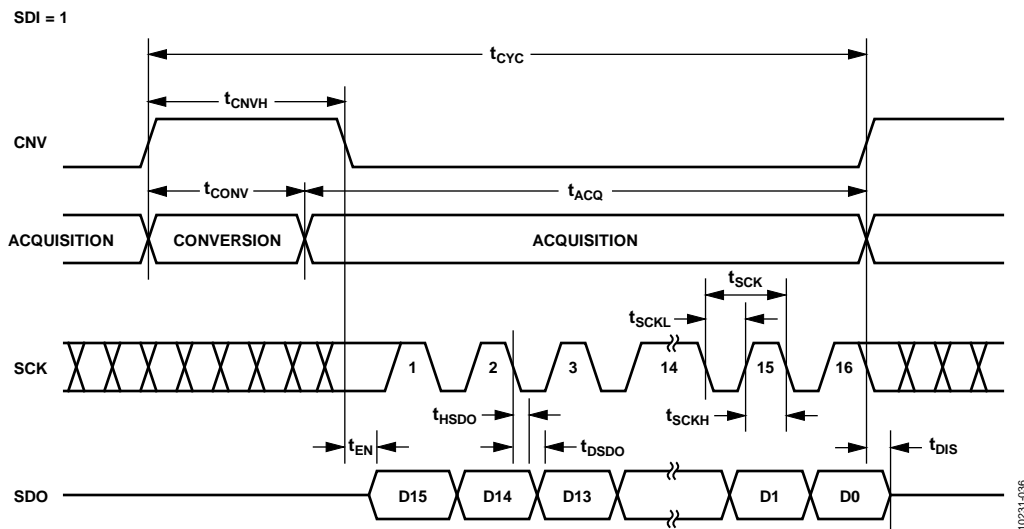 SDI = 1
tCYC
tCNVH
CNV
tCONV
tACQ
ACQUISITION
CONVERSION
ACQUISITION
tSCK
tSCKL
SCK
1
2
3
14
15
16
tHSDO
tSCKH
tEN
tDSDO
tDIS
SDO
D15
D14
D13
D1
D0
10231-036